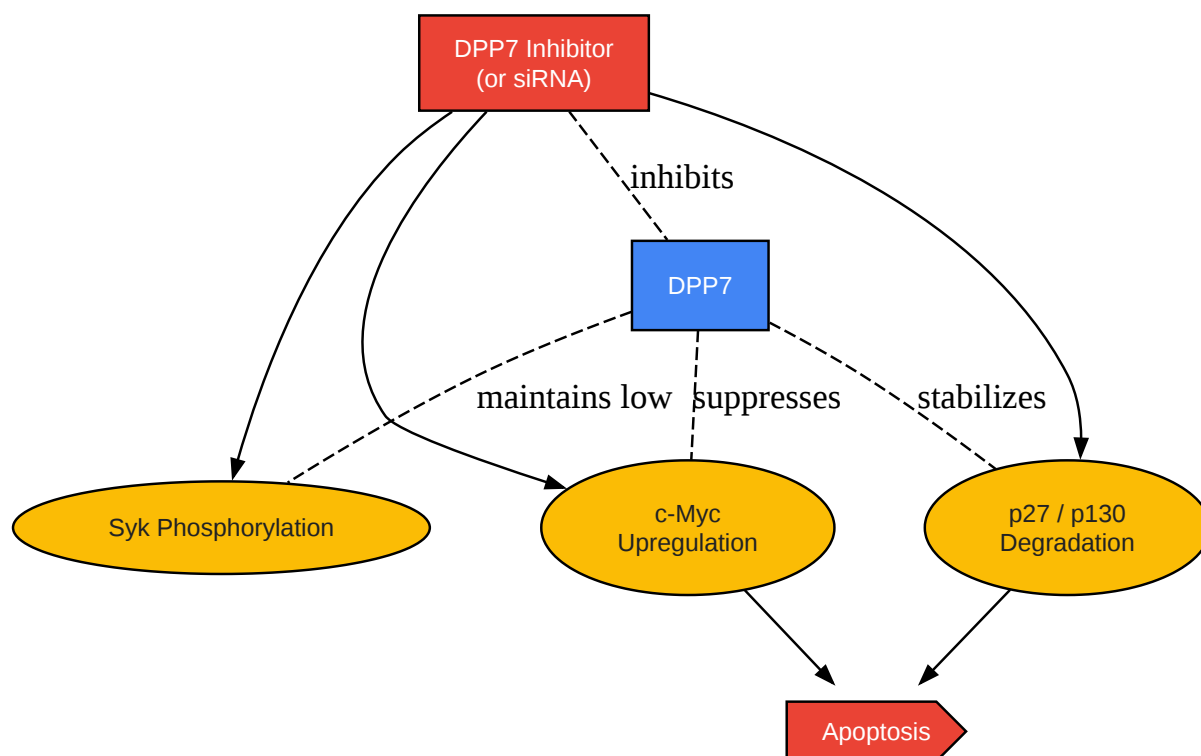 DPP7 Inhibitor
(or siRNA)
inhibits
DPP7
maintains low
suppresses
stabilizes
Syk Phosphorylation
c-Myc
Upregulation
p27 / p130
Degradation
Apoptosis